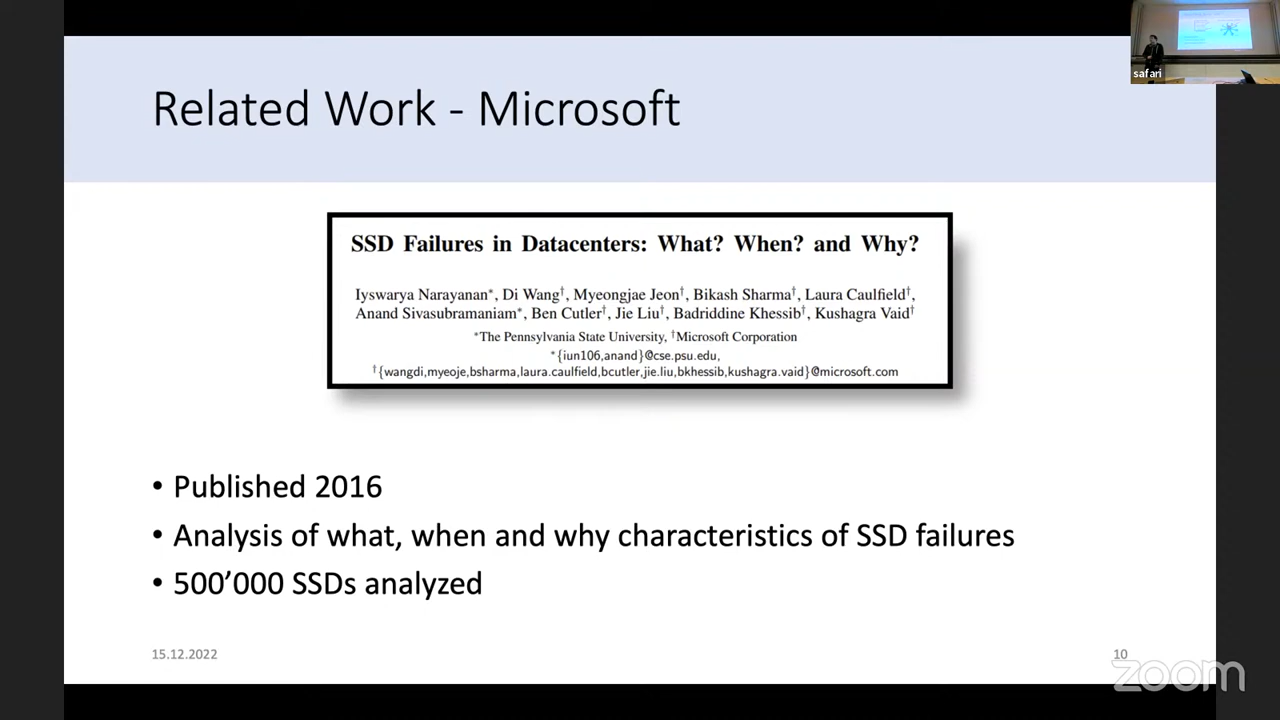 safari
Related Work - Microsoft
SSD Failures in Datacenters: What? When? and Why?
Iyswarya Narayanan*, Di Wang†, Myeongjae Jeon†, Bikash Sharma†, Laura Caulfield†,
Anand Sivasubramaniam*, Ben Cutler†, Jie Liu†, Badriddine Khessib†, Kushagra Vaid†
*The Pennsylvania State University, †Microsoft Corporation
*{iun106,anand}@cse.psu.edu,
†{wangdi,myeoje,bsharma,laura.caulfield,bcutler,jie.liu,bkhessib,kushagra.vaid}@microsoft.com
• Published 2016
• Analysis of what, when and why characteristics of SSD failures
• 500’000 SSDs analyzed
15.12.2022
10
zoom